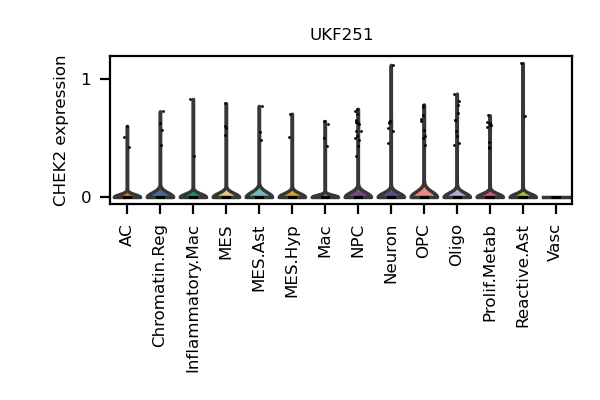 UKF251
CHEK2 expression
1
0
AC
Chromatin.Reg
Inflammatory.Mac
MES
MES.Ast
MES.Hyp
Mac
NPC
Neuron
OPC
Oligo
Prolif.Metab
Reactive.Ast
Vasc